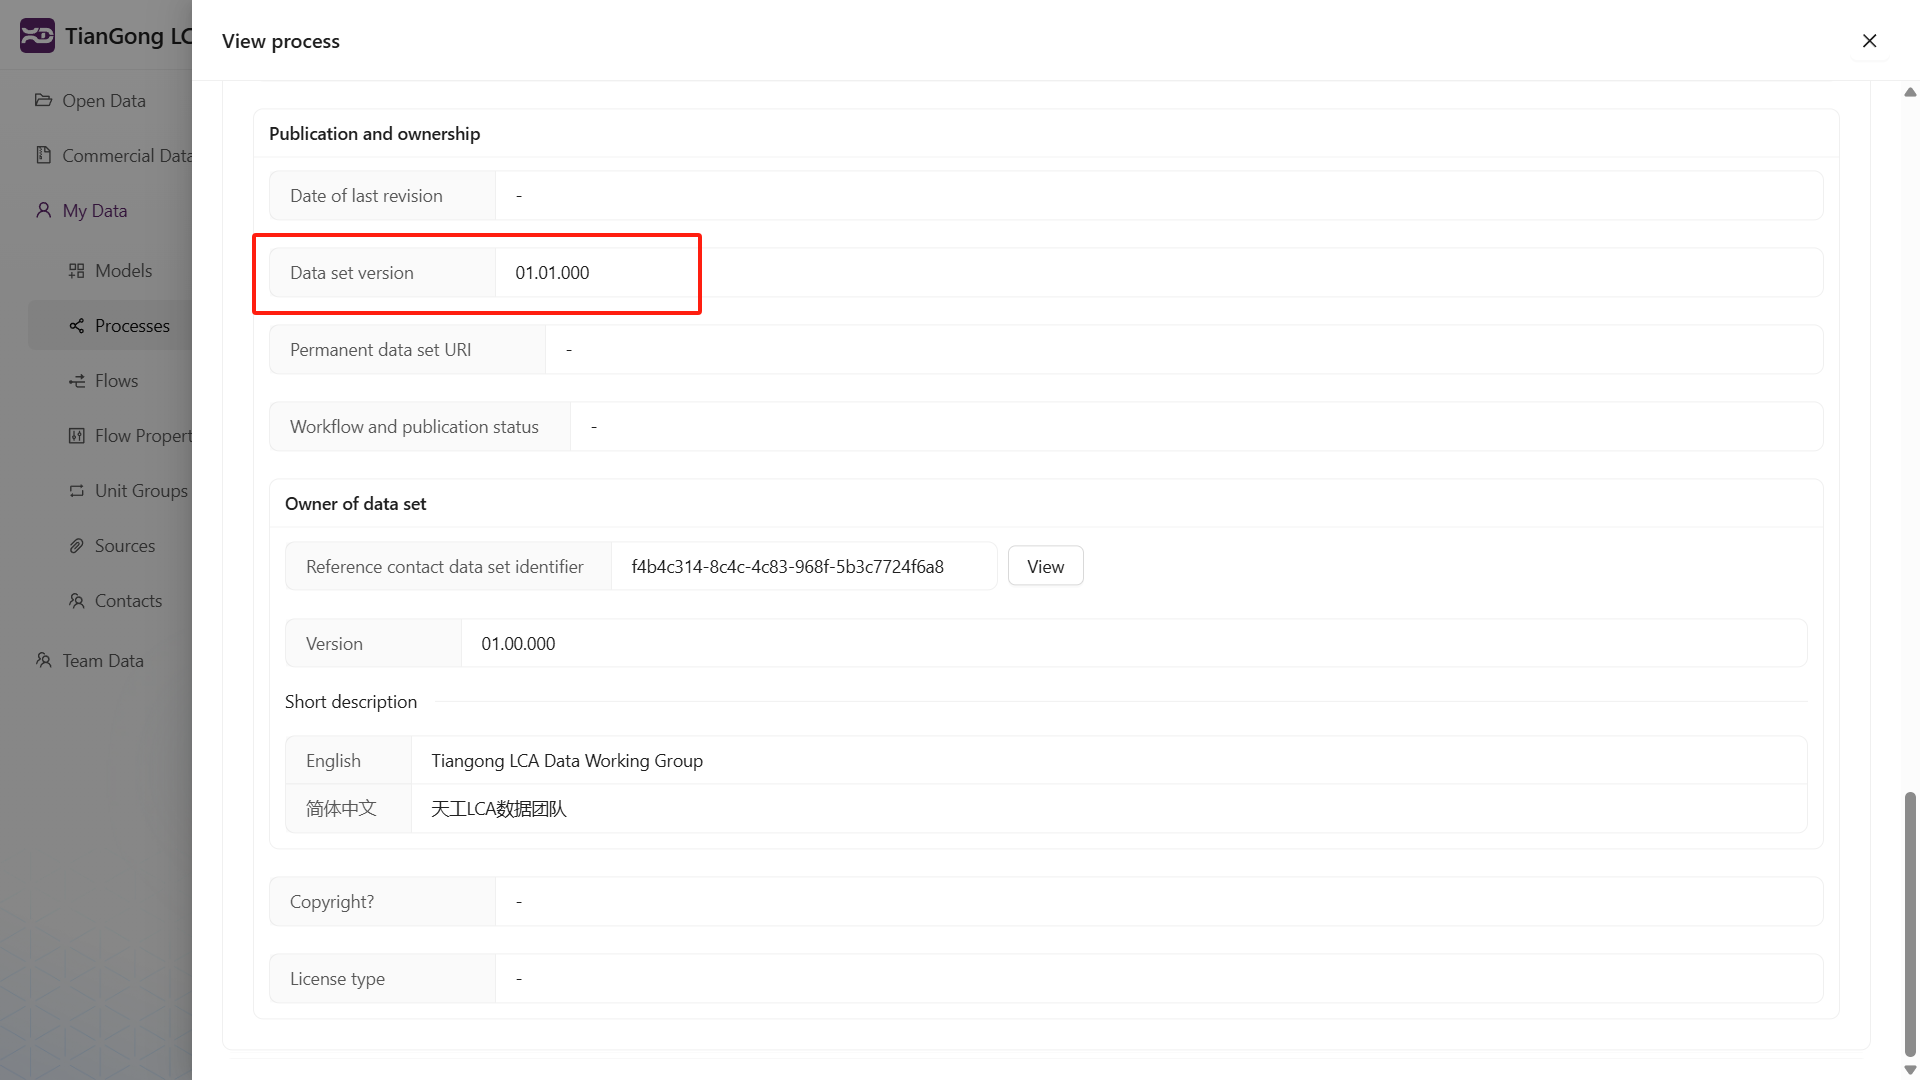 TianGong LC
View process
Open Data
Commercial Data
My Data
Models
Processes
Flows
Flow Propert
Unit Groups
Sources
Contacts
Team Data
Publication and ownership
Date of last revision -
Data set version 01.01.000
Permanent data set URI -
Workflow and publication status -
Owner of data set
Reference contact data set identifier f4b4c314-8c4c-4c83-968f-5b3c7724f6a8 View
Version 01.00.000
Short description
English Tiangong LCA Data Working Group
简体中文 天工LCA数据团队
Copyright? -
License type -